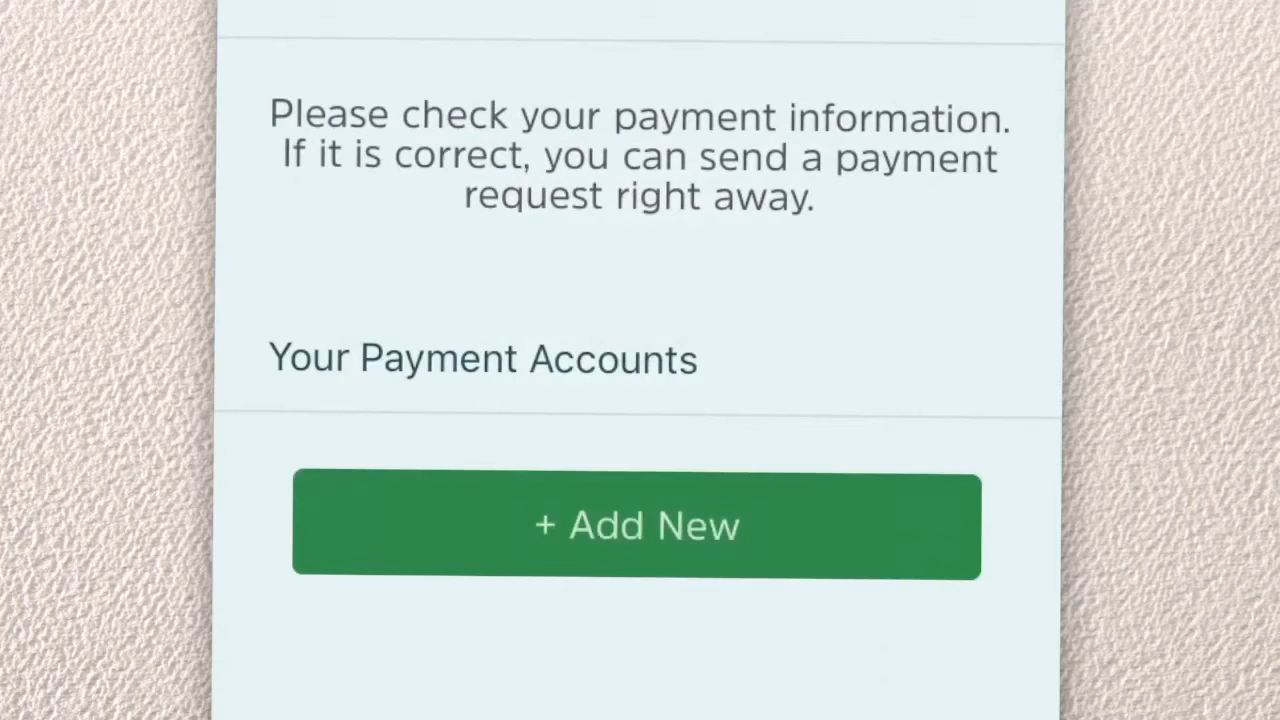 Please check your payment information.
If it is correct, you can send a payment
request right away.
Your Payment Accounts
+ Add New